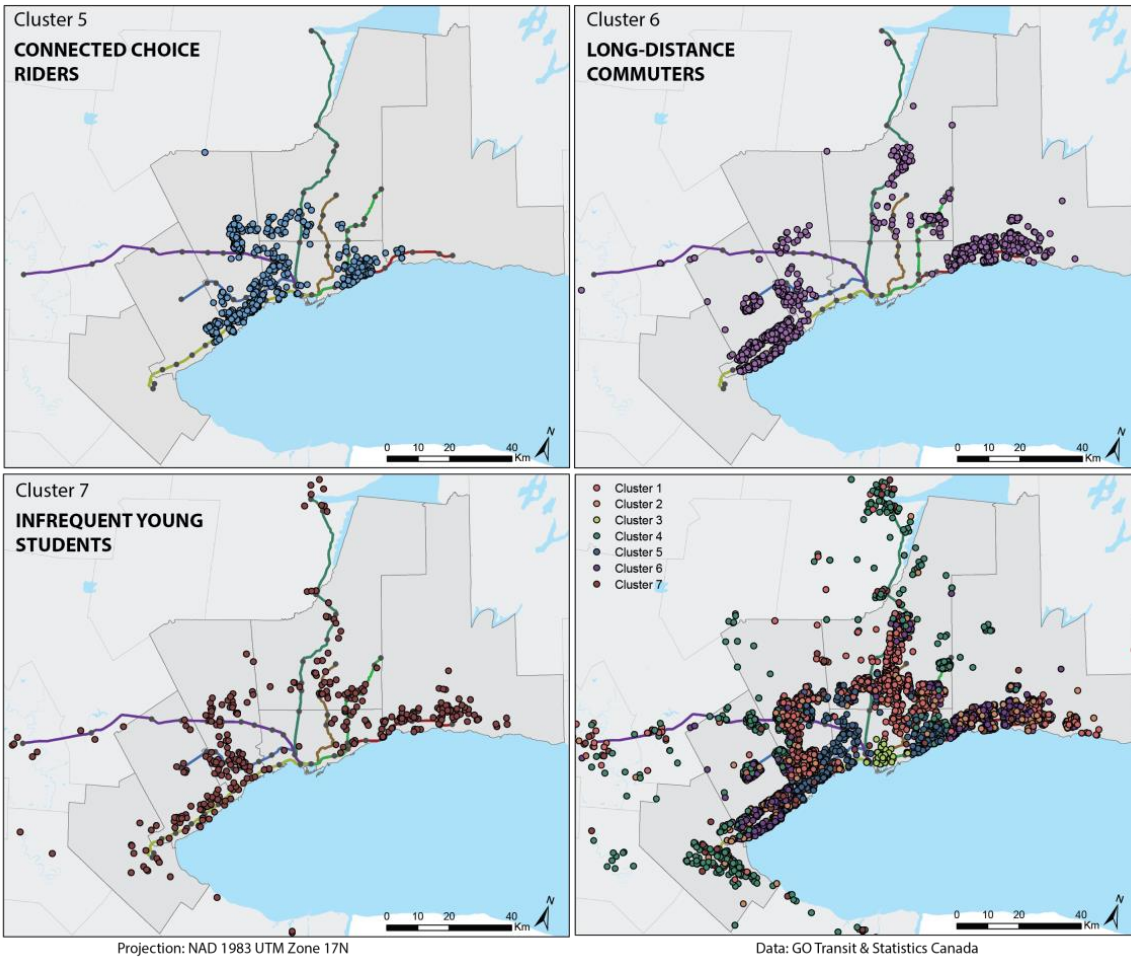 Cluster 5
CONNECTED CHOICE
RIDERS
N
0 10 20 40
Km
Cluster 6
LONG-DISTANCE
COMMUTERS
N
0 10 20 40
Km
Cluster 7
INFREQUENT YOUNG
STUDENTS
N
0 10 20 40
Km
Cluster 1
Cluster 2
Cluster 3
Cluster 4
Cluster 5
Cluster 6
Cluster 7
N
0 10 20 40
Km
Projection: NAD 1983 UTM Zone 17N
Data: GO Transit & Statistics Canada